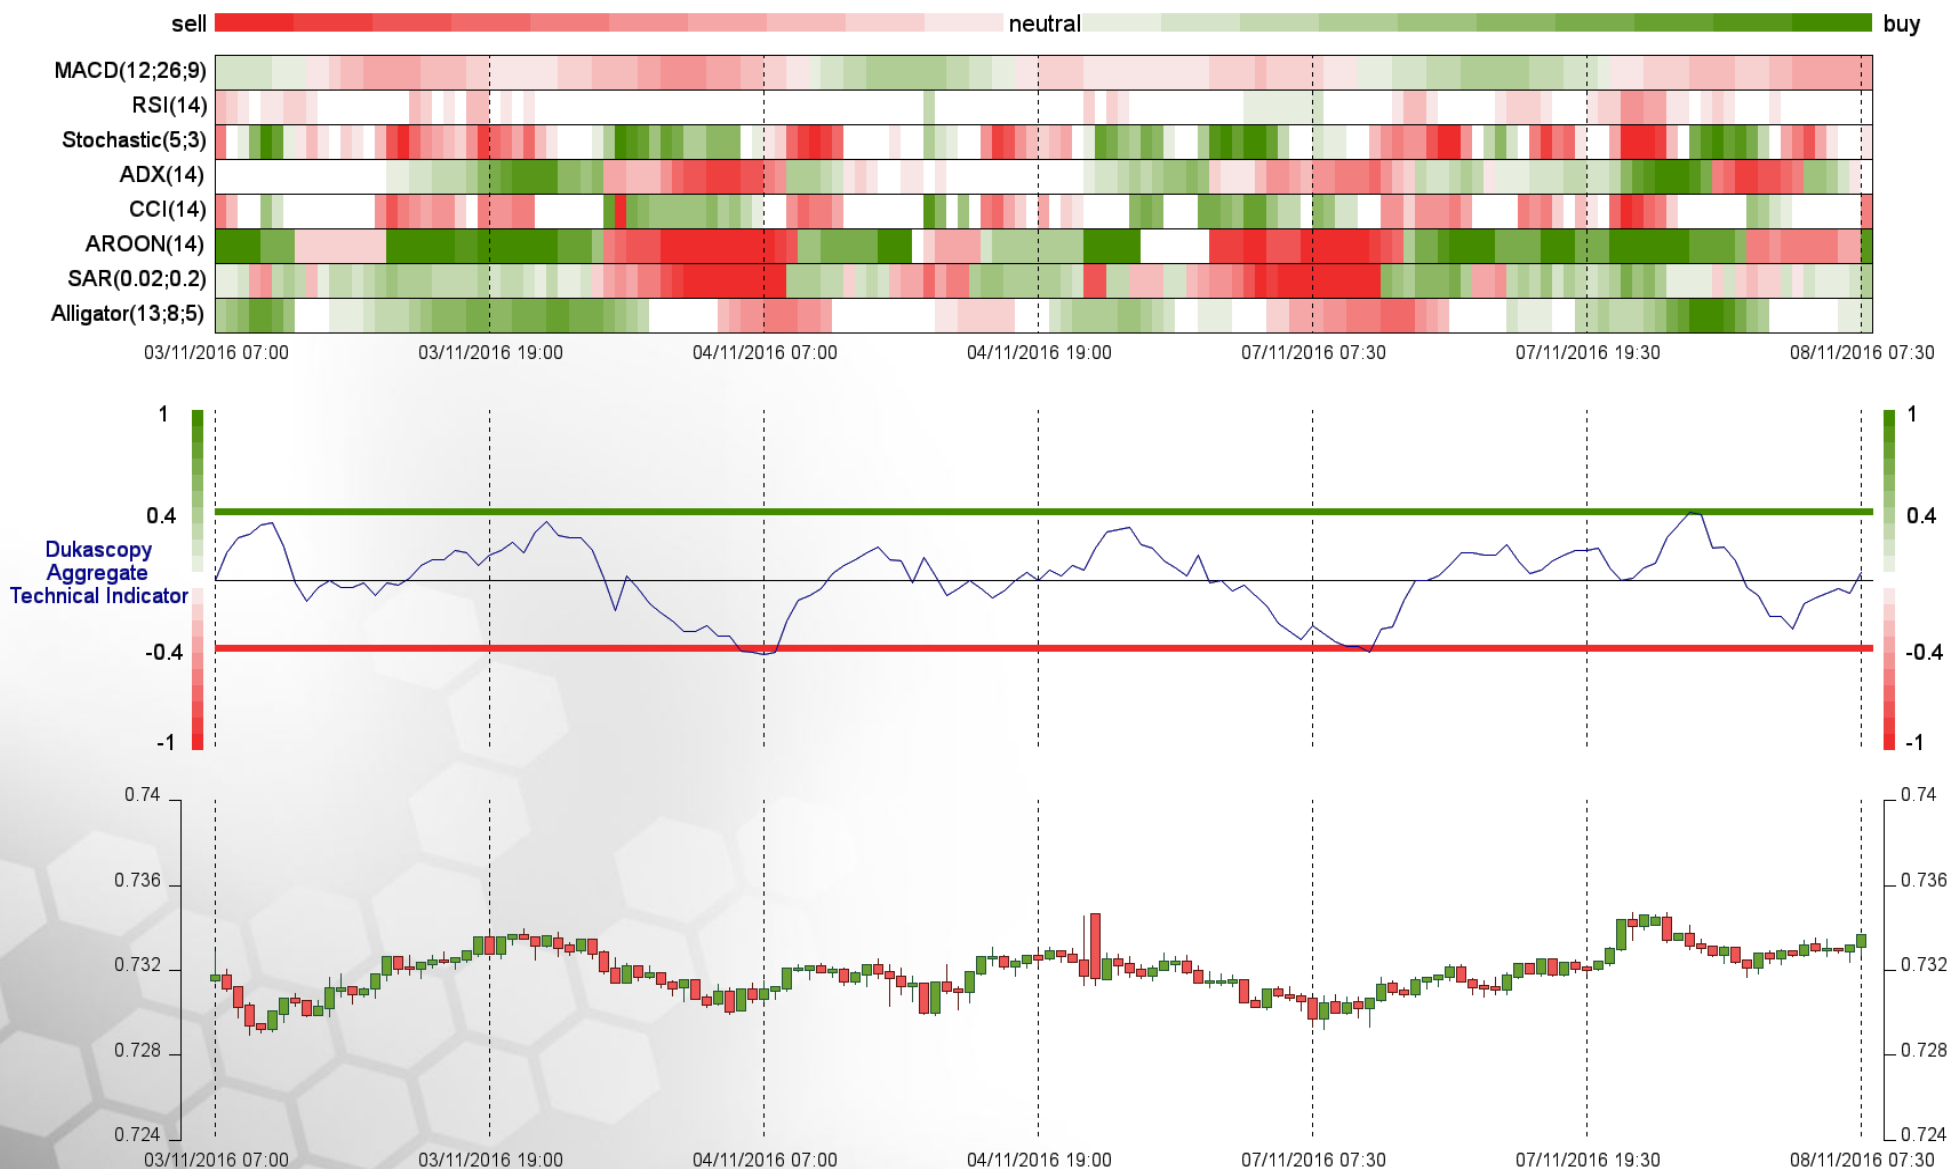 sell neutral buy
MACD(12;26;9)
RSI(14)
Stochastic(5;3)
ADX(14)
CCI(14)
AROON(14)
SAR(0.02;0.2)
Alligator(13;8;5)
03/11/2016 07:00 03/11/2016 19:00 04/11/2016 07:00 04/11/2016 19:00 07/11/2016 07:30 07/11/2016 19:30 08/11/2016 07:30
1 1
0.4 0.4
Dukascopy
Aggregate
Technical Indicator
-0.4 -0.4
-1 -1
0.74 0.74
0.736 0.736
0.732 0.732
0.728 0.728
0.724 0.724
03/11/2016 07:00 03/11/2016 19:00 04/11/2016 07:00 04/11/2016 19:00 07/11/2016 07:30 07/11/2016 19:30 08/11/2016 07:30